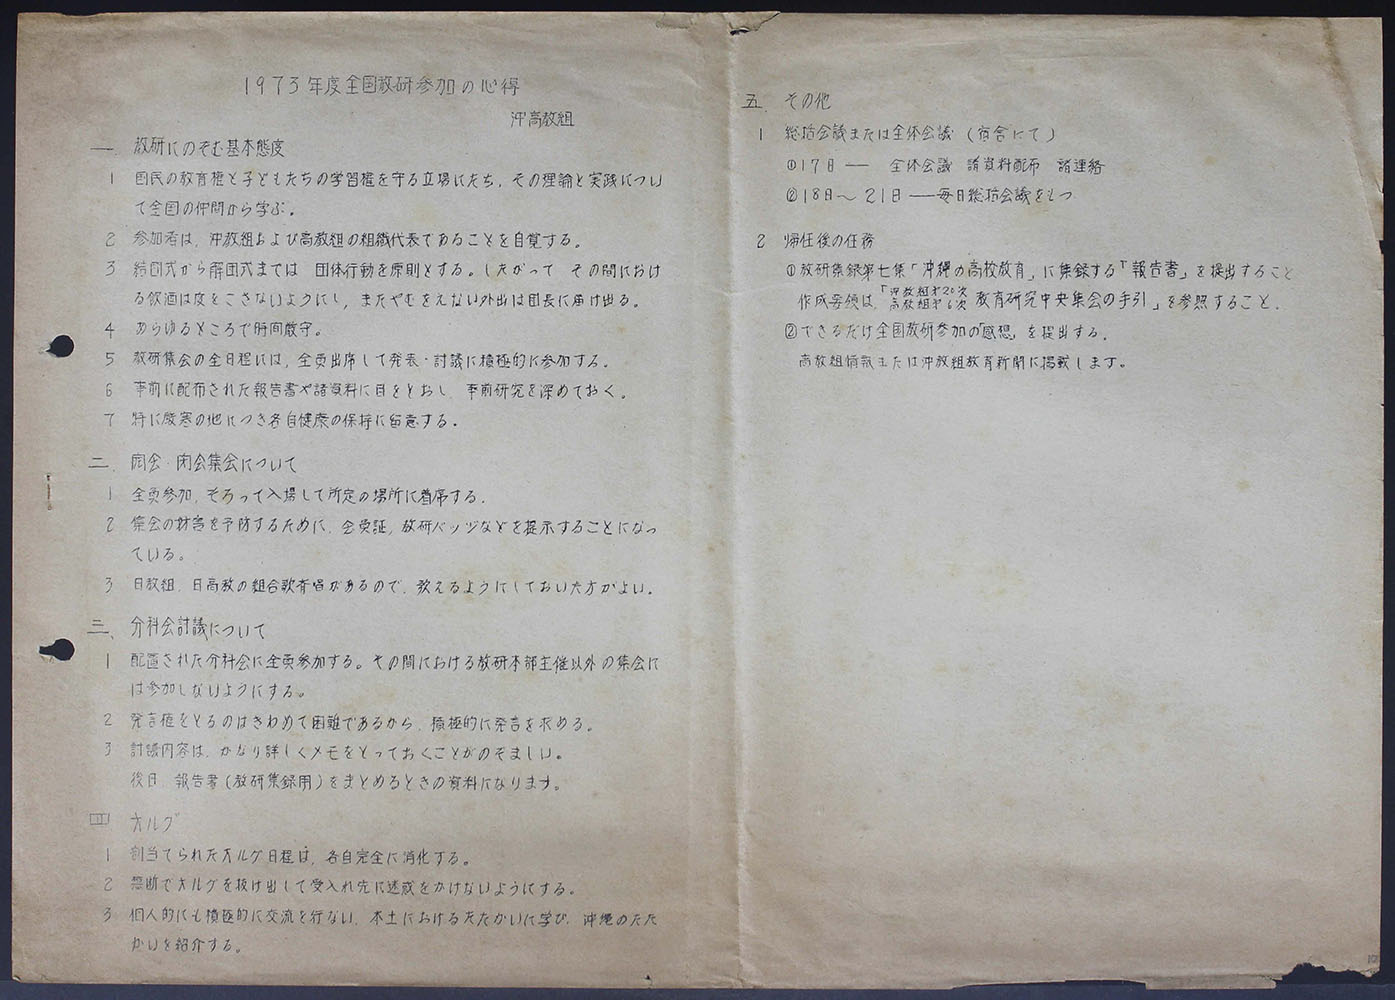 1973年度全国教研参加の心得
沖高教組
一、教研にのぞむ基本態度
1 国民の教育権と子どもたちの学習権を守る立場にたち、その理論と実践につい
て全国の仲間から学ぶ。
2 参加者は、沖教組および高教組の組織代表であることを自覚する。
3 結団式から解団式までは 団体行動を原則とする。したがって その間におけ
る飲酒は度をこさないようにし、またやむをえない外出は団長に届け出る。
4 あらゆるところで時間厳守。
5 教研集会の全日程には、全員出席して発表・討議に積極的に参加する。
6 事前に配布された報告書や諸資料に目をとおし、事前研究を深めておく。
7 特に厳寒の地につき各自健康の保持に留意する。
二、開会・閉会集会について
1 全員参加、そろって入場して所定の場所に着席する。
2 集会の妨害を予防するために、会員証、教研バッジなどを提示することになっ
ている。
3 日教組、日高教の組合歌斉唱があるので、歌えるようにしておいた方がよい。
三、分科会討議について
1 配置された分科会に全員参加する。その間における教研本部主催以外の集会に
は参加しないようにする。
2 発言権をとるのはきわめて困難であるから、積極的に発言を求める。
3 討議内容は、かなり詳しくメモをとっておくことがのぞましい。
後日、報告書(教研集録用)をまとめるときの資料になります。
四 オルグ
1 割当てられたオルグ日程は、各自完全に消化する。
2 無断でオルグを抜け出して受入れ先に迷惑をかけないようにする。
3 個人的にも積極的に交流を行ない、本土におけるたたかいに学び、沖縄のたた
かいを紹介する。
五、その他
1 総括会議または全体会議(宿舎にて)
①17日 ── 全体会議 諸資料配布 諸連絡
②18日〜21日 ──毎日総括会議をもつ
2 帰任後の任務
①教研集録第七集「沖縄の高校教育」に集録する「報告書」を提出すること
作成要領は、「沖教組第20次 高教組第6次 教育研究中央集会の手引」を参照すること、
②できるだけ全国教研参加の「感想」を提出する。
高教組情報または沖教組教育新聞に掲載します。